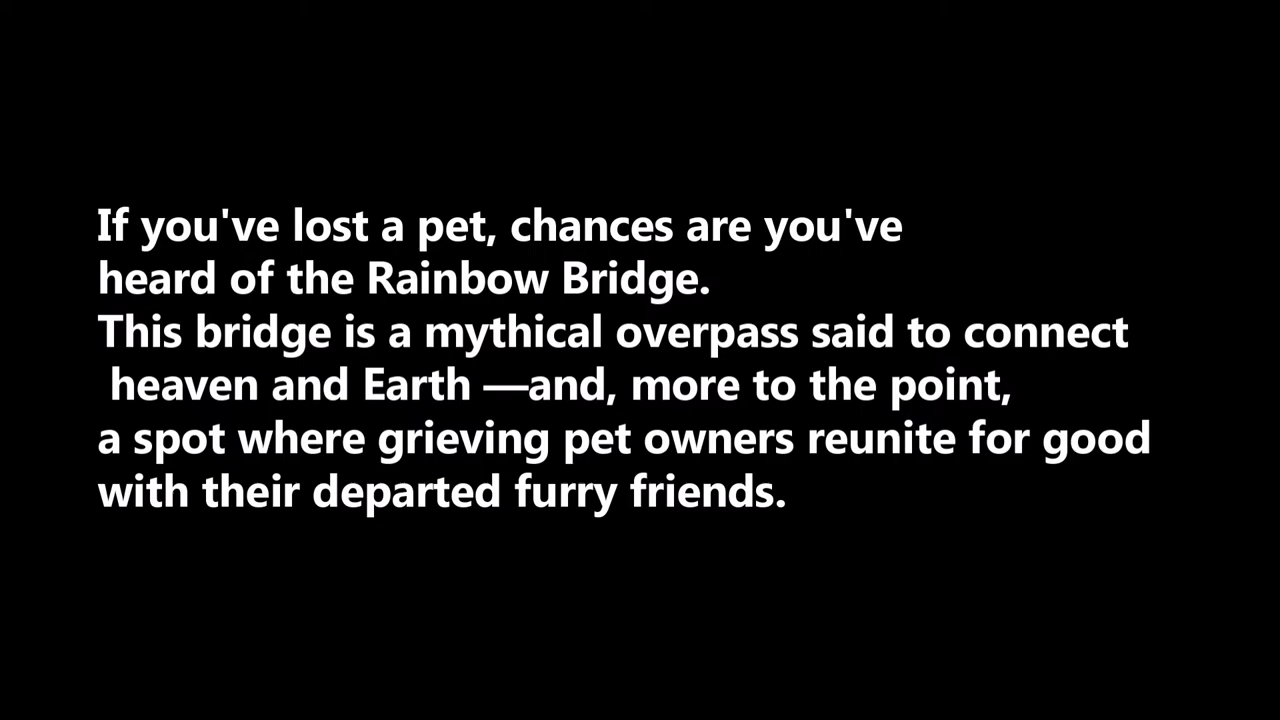 If you've lost a pet, chances are you've
heard of the Rainbow Bridge.
This bridge is a mythical overpass said to connect
heaven and Earth —and, more to the point,
a spot where grieving pet owners reunite for good
with their departed furry friends.